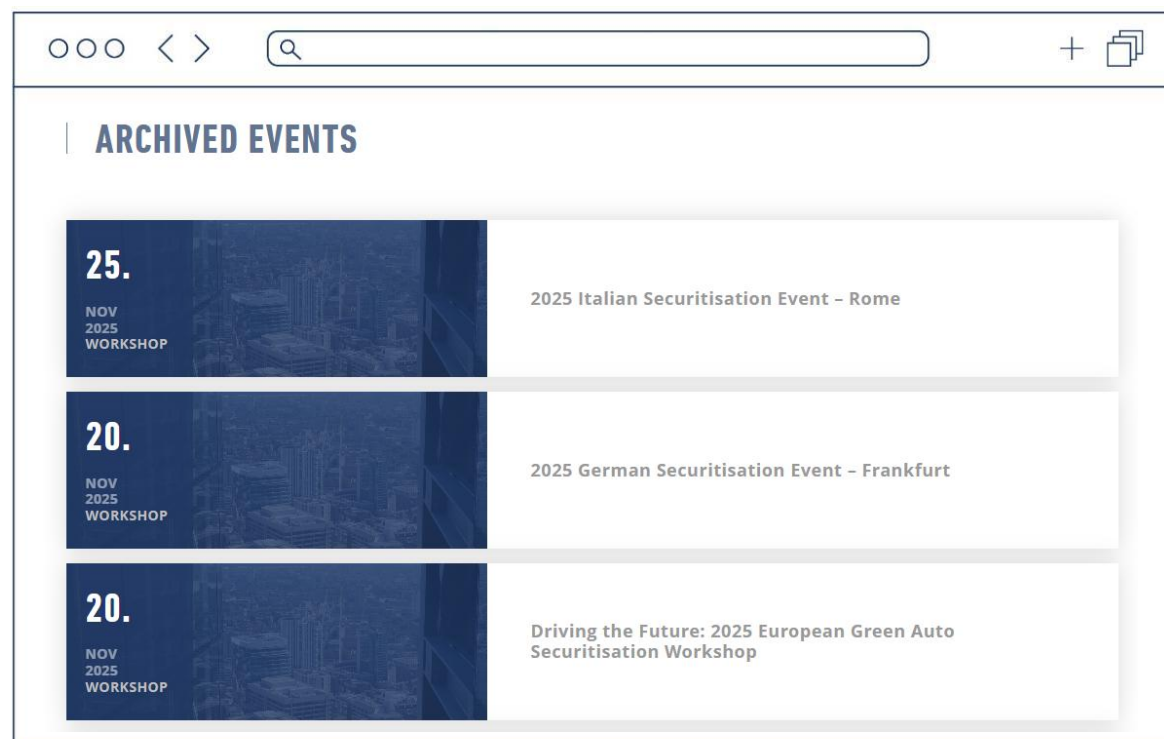 ARCHIVED EVENTS
25.
NOV
2025
WORKSHOP
2025 Italian Securitisation Event – Rome
20.
NOV
2025
WORKSHOP
2025 German Securitisation Event – Frankfurt
20.
NOV
2025
WORKSHOP
Driving the Future: 2025 European Green Auto
Securitisation Workshop